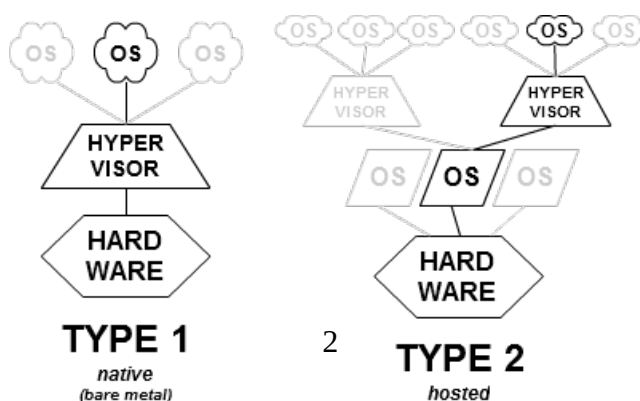 OS OS OS
HYPER
VISOR
HARD
WARE
TYPE 1
native
(bare metal)
OS OS OS OS OS OS
HYPER
VISOR
HYPER
VISOR
OS OS OS
HARD
WARE
2
TYPE 2
hosted